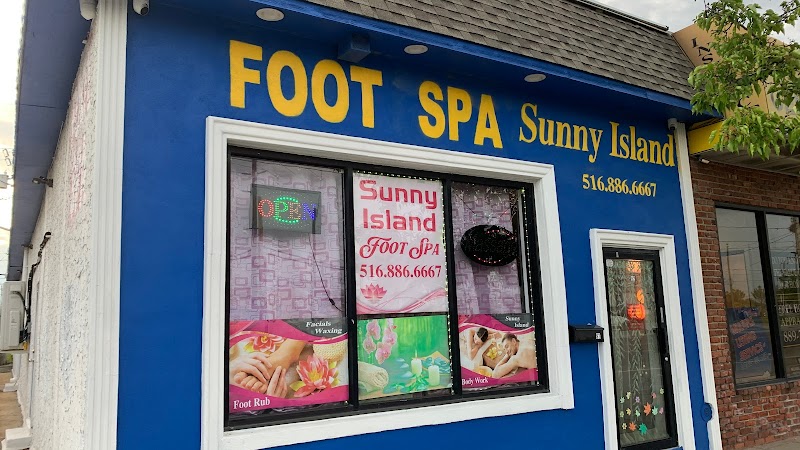 FOOT SPA Sunny Island
516.886.6667
OPEN
Sunny
Island
Foot Spa
516.886.6667
Facials
Waxing
Foot Rub
Sunny
Island
Body Work